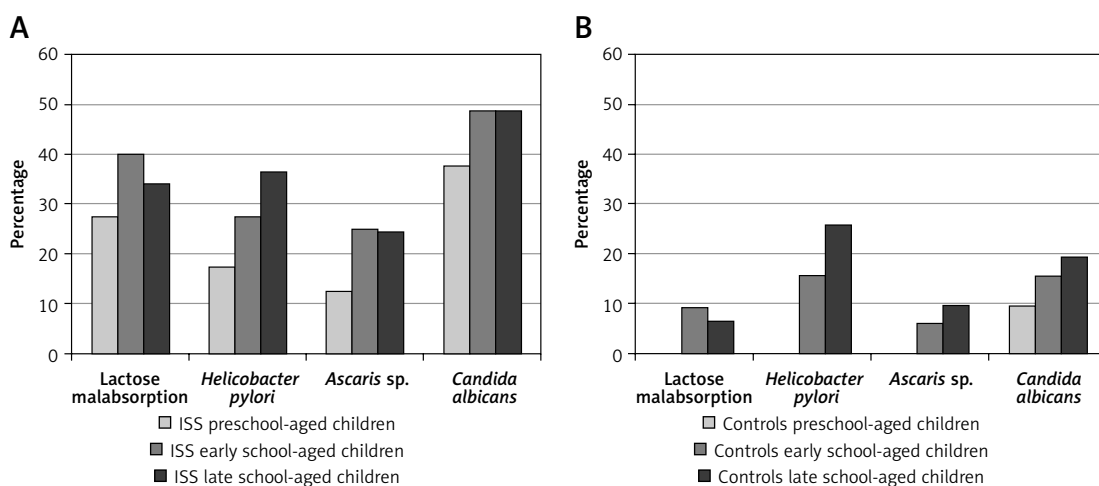 A
60
50
40
30
20
10
0
Percentage
Lactose
malabsorption
Helicobacter
pylori
Ascaris sp.
Candida
albicans
ISS preschool-aged children
ISS early school-aged children
ISS late school-aged children
B
60
50
40
30
20
10
0
Percentage
Lactose
malabsorption
Helicobacter
pylori
Ascaris sp.
Candida
albicans
Controls preschool-aged children
Controls early school-aged children
Controls late school-aged children